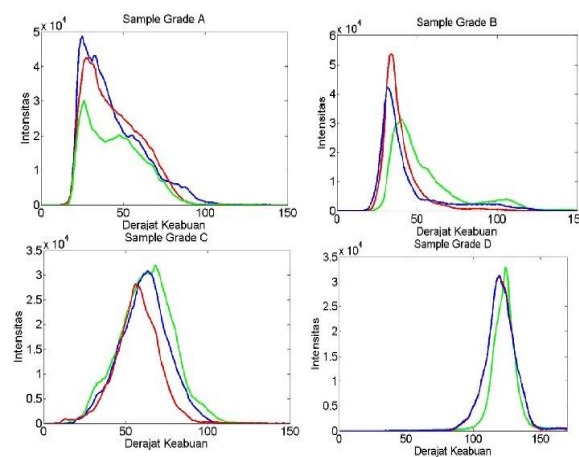 Sample Grade A
x 10^4
5
4
3
2
1
0
0 50 100 150
Intensitas
Derajat Keabuan
Sample Grade B
x 10^4
6
5
4
3
2
1
0
0 50 100 150
Intensitas
Derajat Keabuan
Sample Grade C
x 10^4
3.5
3
2.5
2
1.5
1
0.5
0
0 50 100 150
Intensitas
Derajat Keabuan
Sample Grade D
x 10^4
3.5
3
2.5
2
1.5
1
0.5
0
0 50 100 150
Intensitas
Derajat Keabuan